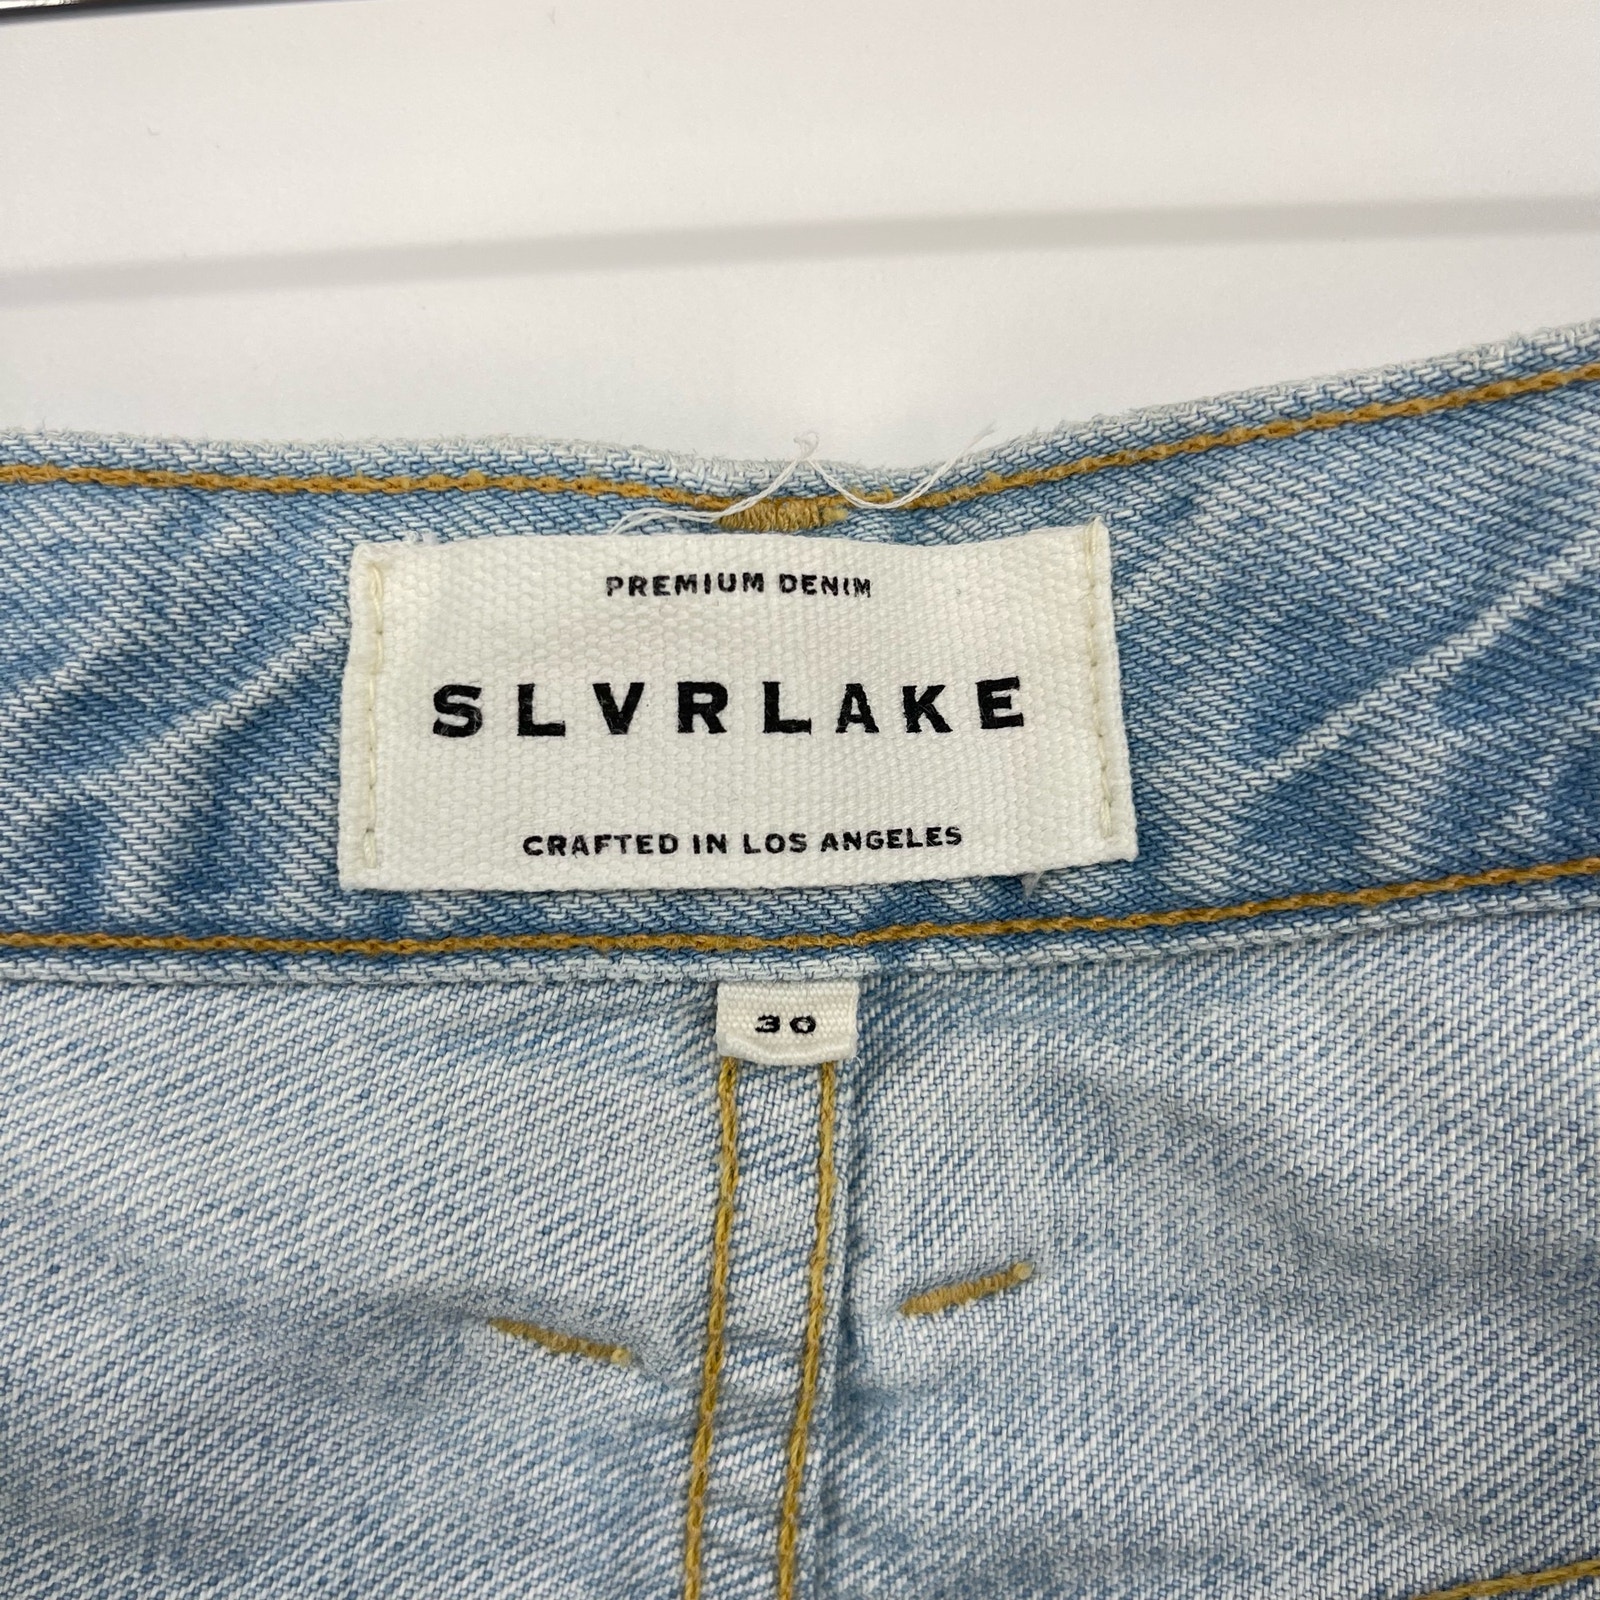 PREMIUM DENIM
SLVRLAKE
CRAFTED IN LOS ANGELES
30